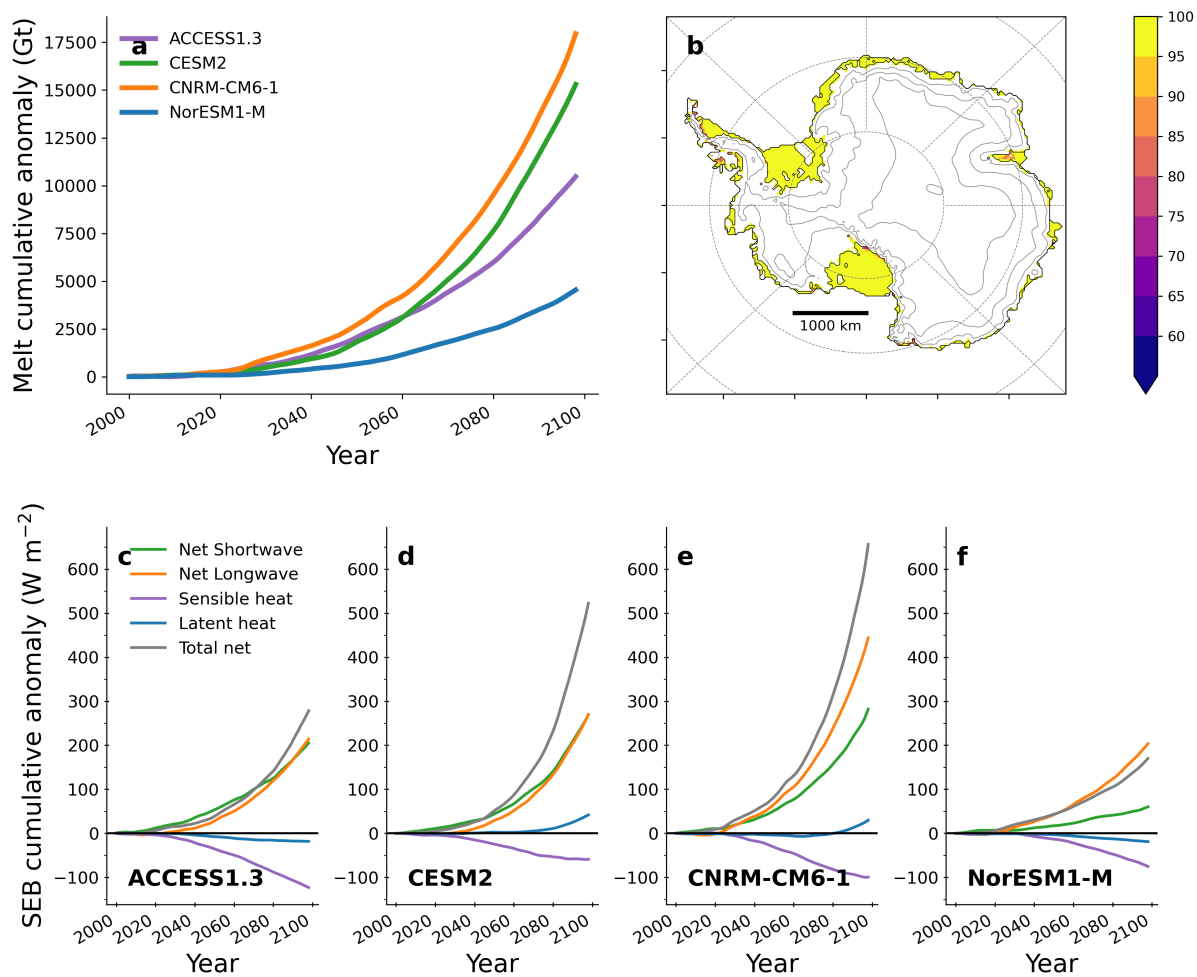 a
ACCESS1.3
CESM2
CNRM-CM6-1
NorESM1-M
Melt cumulative anomaly (Gt)
17500
15000
12500
10000
7500
5000
2500
0
2000 2020 2040 2060 2080 2100
Year
b
1000 km
100
95
90
85
80
75
70
65
60
SEB cumulative anomaly (W m⁻²)
c
Net Shortwave
Net Longwave
Sensible heat
Latent heat
Total net
600
500
400
300
200
100
0
−100
ACCESS1.3
2000 2020 2040 2060 2080 2100
Year
d
600
500
400
300
200
100
0
−100
CESM2
2000 2020 2040 2060 2080 2100
Year
e
600
500
400
300
200
100
0
−100
CNRM-CM6-1
2000 2020 2040 2060 2080 2100
Year
f
600
500
400
300
200
100
0
−100
NorESM1-M
2000 2020 2040 2060 2080 2100
Year